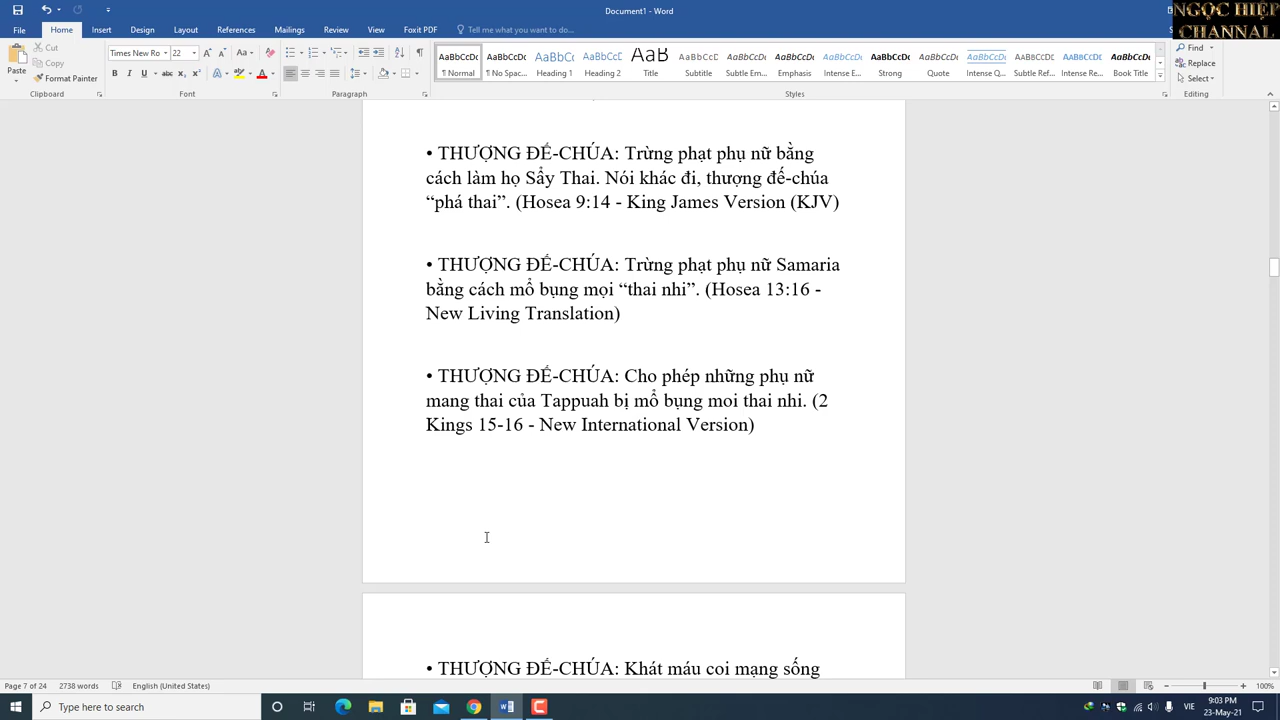 Document1 - Word
NGỌC HIỆP
CHANNEL
File Home Insert Design Layout References Mailings Review View Foxit PDF Tell me what you want to do...
Cut
Copy
Format Painter
Paste
Times New Ro 22
AaBbCcDc AaBbCcDc AaBbC AaBbCcC AaB AaBbCcD AaBbCcDc AaBbCcDc AaBbCcDc AaBbCcDc AaBbCcDc AaBbCcDc AaBbCcDc AaBbCcDc AaBbCcDc
¶ Normal ¶ No Spac... Heading 1 Heading 2 Title Subtitle Subtle Em... Emphasis Intense E... Strong Quote Intense Q... Subtle Ref... Intense Re... Book Title
Find
Replace
Select
Clipboard Font Paragraph Styles Editing
• THƯỢNG ĐẾ-CHÚA: Trừng phạt phụ nữ bằng
cách làm họ Sẩy Thai. Nói khác đi, thượng đế-chúa
“phá thai”. (Hosea 9:14 - King James Version (KJV)
• THƯỢNG ĐẾ-CHÚA: Trừng phạt phụ nữ Samaria
bằng cách mổ bụng mọi “thai nhi”. (Hosea 13:16 -
New Living Translation)
• THƯỢNG ĐẾ-CHÚA: Cho phép những phụ nữ
mang thai của Tappuah bị mổ bụng moi thai nhi. (2
Kings 15-16 - New International Version)
• THƯỢNG ĐẾ-CHÚA: Khát máu coi mạng sống
Page 7 of 24 2738 words English (United States) 100%
Type here to search
VIE
9:03 PM
23-May-21